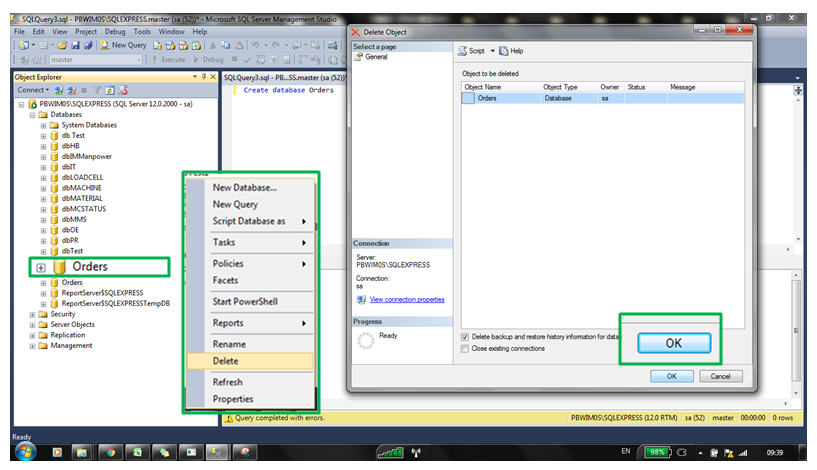 SQLQuery3.sql - PBWIM0S\SQLEXPRESS.master (sa (52))* - Microsoft SQL Server Management Studio
File Edit View Project Debug Tools Window Help
New Query
master
Execute
Debug
Object Explorer
Connect
PBWIM0S\SQLEXPRESS (SQL Server 12.0.2000 - sa)
Databases
System Databases
db Test
dbHB
dbIMManpower
dbIT
dbLOADCELL
dbMACHINE
dbMATERIAL
dbMCSTATUS
dbMMS
dbOE
dbPR
dbTest
Orders
Orders
ReportServer$SQLEXPRESS
ReportServer$SQLEXPRESSTempDB
Security
Server Objects
Replication
Management
SQLQuery3.sql - PB...SS.master (sa (52))*
Create database Orders
New Database...
New Query
Script Database as
Tasks
Policies
Facets
Start PowerShell
Reports
Rename
Delete
Refresh
Properties
Delete Object
Select a page
General
Script
Help
Object to be deleted
Object Name Object Type Owner Status Message
Orders Database sa
Connection
Server:
PBWIM0S\SQLEXPRESS
Connection:
sa
View connection properties
Progress
Ready
Delete backup and restore history information for data
Close existing connections
OK
OK Cancel
Query completed with errors.
PBWIM0S\SQLEXPRESS (12.0 RTM) sa (52) master 00:00:00 0 rows
Ready
EN 98% 09:39